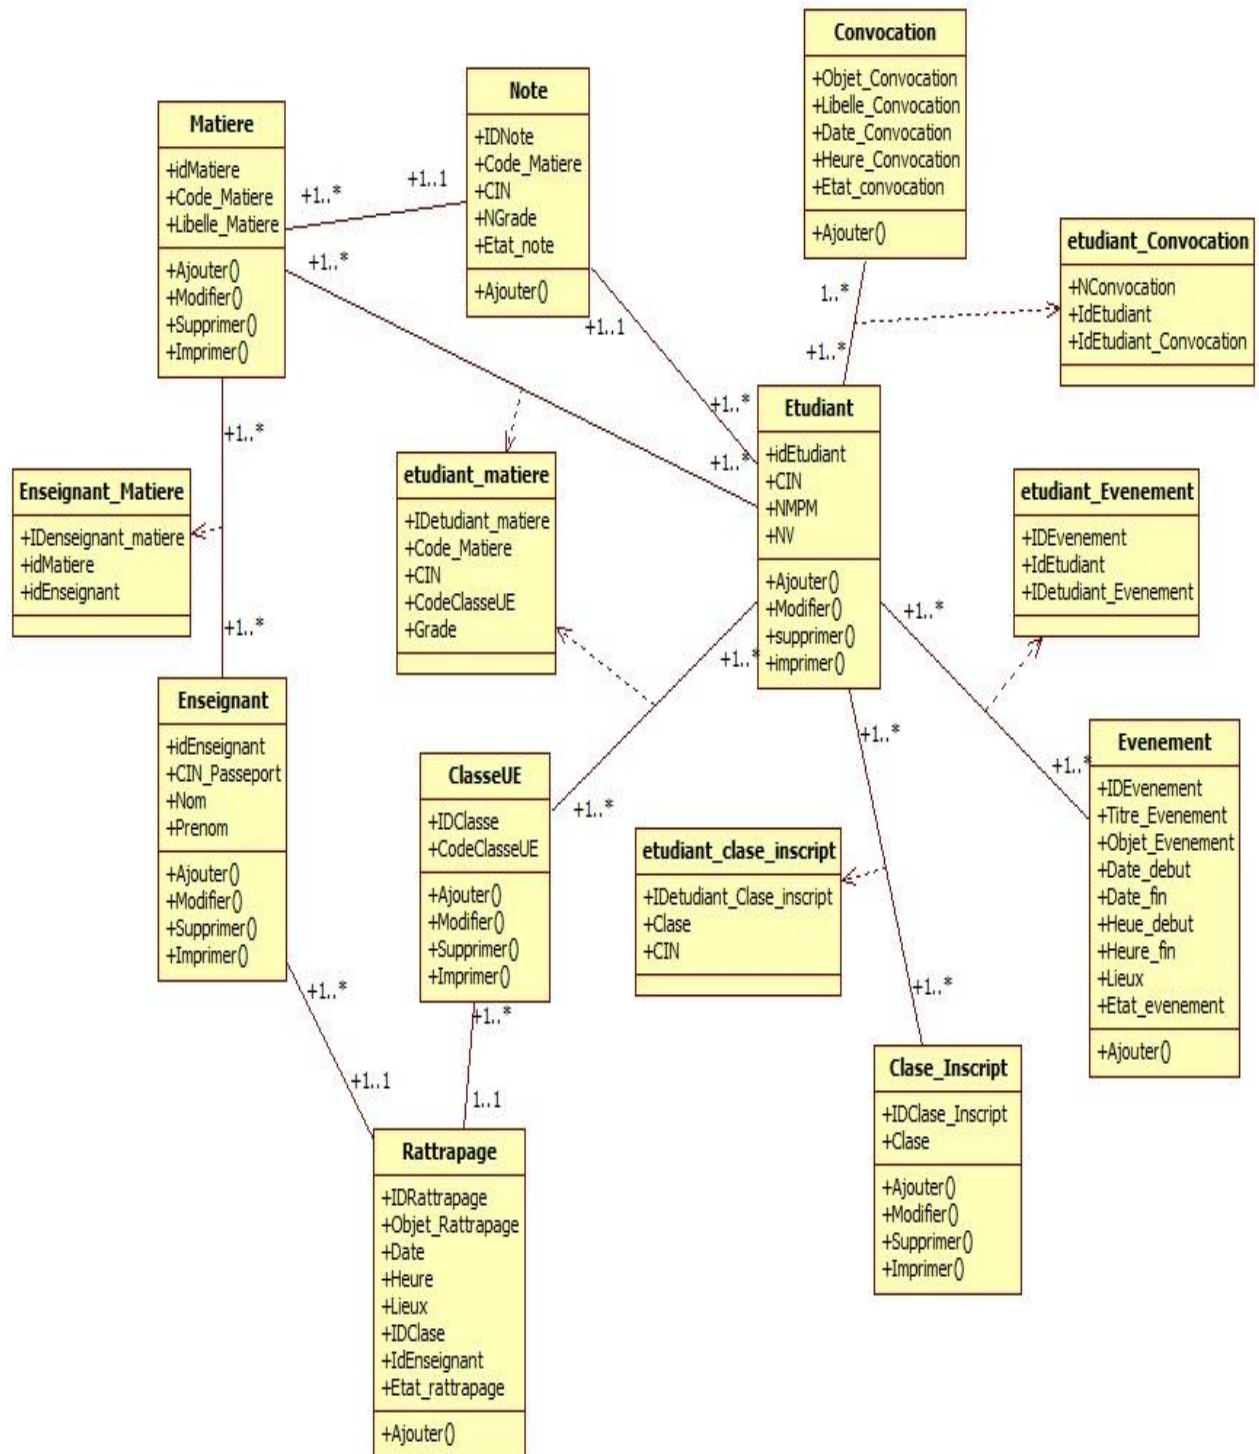 Convocation
+Objet_Convocation
+Libelle_Convocation
+Date_Convocation
+Heure_Convocation
+Etat_convocation
+Ajouter()
Note
+IDNote
+Code_Matiere
+CIN
+NGrade
+Etat_note
+Ajouter()
Matiere
+idMatiere
+Code_Matiere
+Libelle_Matiere
+Ajouter()
+Modifier()
+Supprimer()
+Imprimer()
+1..*
+1..1
+1..*
+1..1
+1..*
+1..*
1..*
+1..*
etudiant_Convocation
+NConvocation
+IdEtudiant
+IdEtudiant_Convocation
Etudiant
+idEtudiant
+CIN
+NMPM
+NV
+Ajouter()
+Modifier()
+supprimer()
+imprimer()
+1..*
Enseignant_Matiere
+IDenseignant_matiere
+idMatiere
+idEnseignant
+1..*
etudiant_matiere
+IDetudiant_matiere
+Code_Matiere
+CIN
+CodeClasseUE
+Grade
etudiant_Evenement
+IDEvenement
+IdEtudiant
+IDetudiant_Evenement
+1..*
+1..*
+1..*
+1..*
+1..*
Enseignant
+idEnseignant
+CIN_Passeport
+Nom
+Prenom
+Ajouter()
+Modifier()
+Supprimer()
+Imprimer()
ClasseUE
+IDClasse
+CodeClasseUE
+Ajouter()
+Modifier()
+Supprimer()
+Imprimer()
etudiant_clase_inscript
+IDetudiant_Clase_inscript
+Clase
+CIN
Evenement
+IDEvenement
+Titre_Evenement
+Objet_Evenement
+Date_debut
+Date_fin
+Heue_debut
+Heure_fin
+Lieux
+Etat_evenement
+Ajouter()
+1..*
+1..*
+1..*
+1..1
1..1
Clase_Inscript
+IDClase_Inscript
+Clase
+Ajouter()
+Modifier()
+Supprimer()
+Imprimer()
Rattrapage
+IDRattrapage
+Objet_Rattrapage
+Date
+Heure
+Lieux
+IDClase
+IdEnseignant
+Etat_rattrapage
+Ajouter()